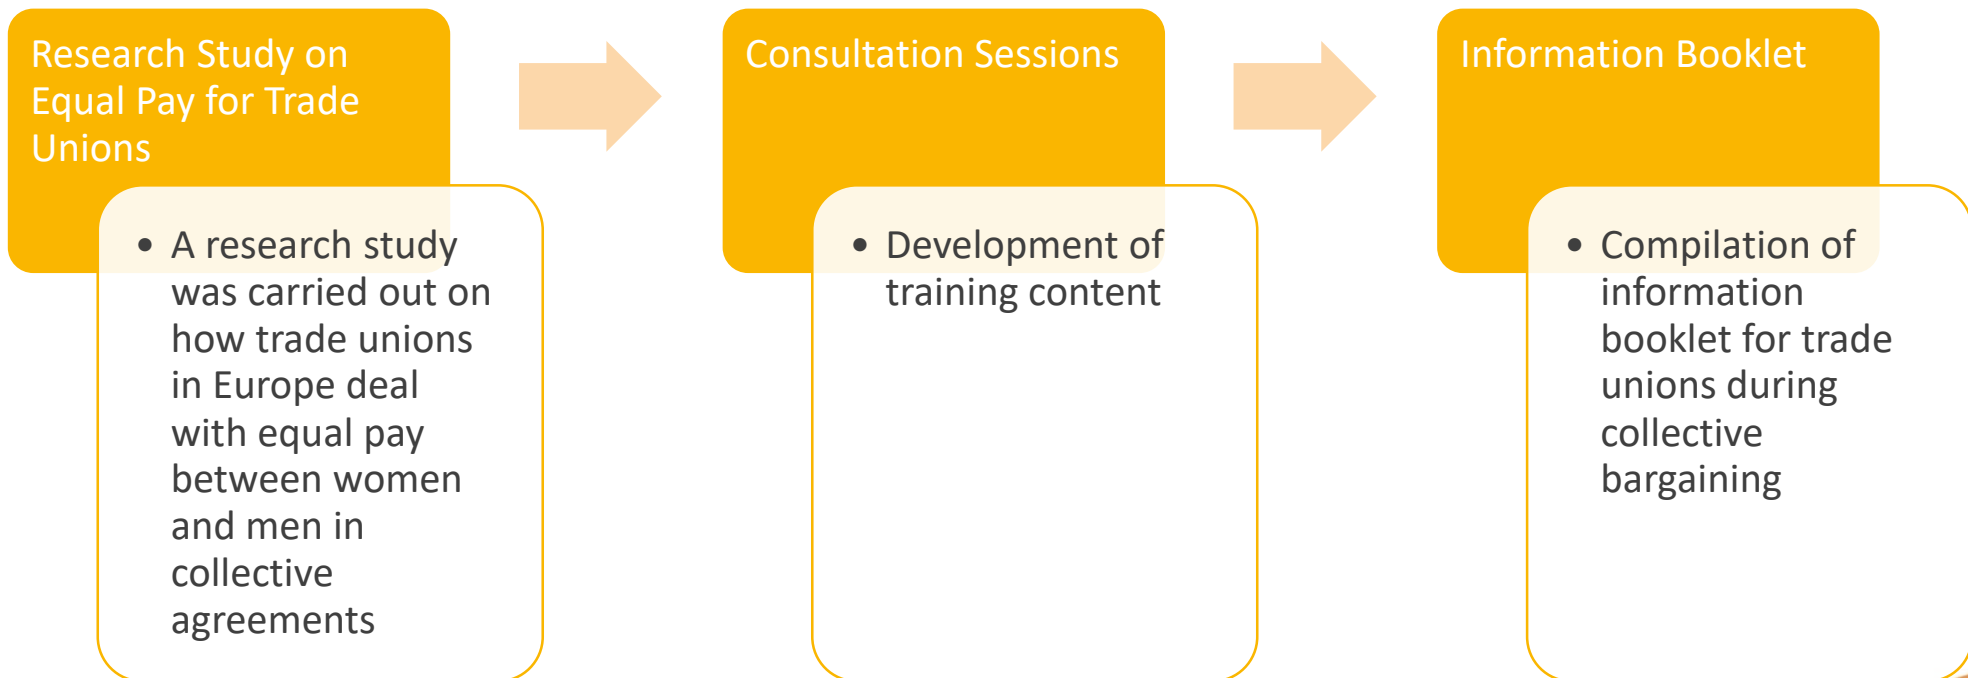 Research Study on
Equal Pay for Trade
Unions
• A research study
was carried out on
how trade unions
in Europe deal
with equal pay
between women
and men in
collective
agreements
Consultation Sessions
• Development of
training content
Information Booklet
• Compilation of
information
booklet for trade
unions during
collective
bargaining